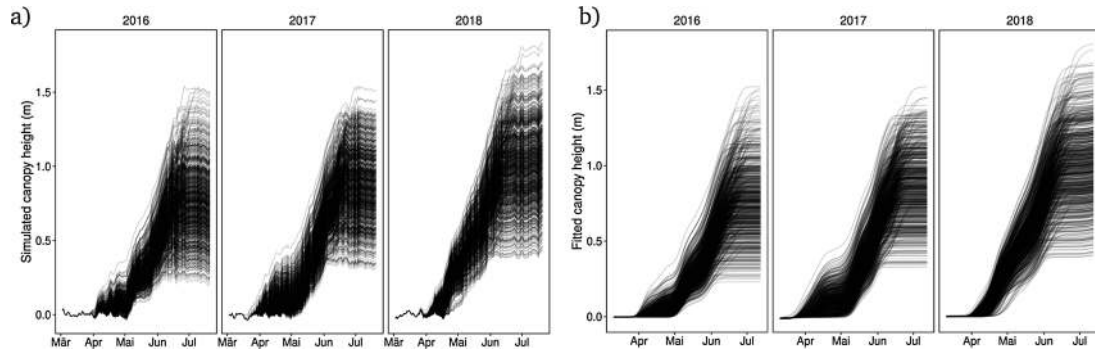 a)
2016 2017 2018
Simulated canopy height (m)
1.5
1.0
0.5
0.0
Mär Apr Mai Jun Jul Mär Apr Mai Jun Jul Mär Apr Mai Jun Jul
b)
2016 2017 2018
Fitted canopy height (m)
1.5
1.0
0.5
0.0
Apr Mai Jun Jul Apr Mai Jun Jul Apr Mai Jun Jul